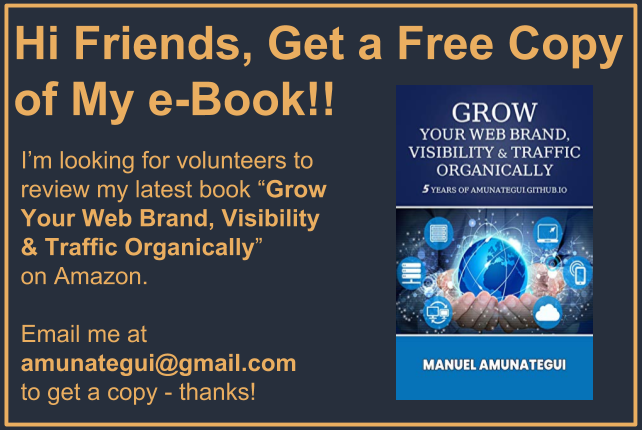 Hi Friends, Get a Free Copy
of My e-Book!!
I’m looking for volunteers to
review my latest book “Grow
Your Web Brand, Visibility
& Traffic Organically”
on Amazon.
Email me at
amunategui@gmail.com
to get a copy - thanks!
GROW
YOUR WEB BRAND,
VISIBILITY & TRAFFIC
ORGANICALLY
5 YEARS OF AMUNATEGUI.GITHUB.IO
MANUEL AMUNATEGUI